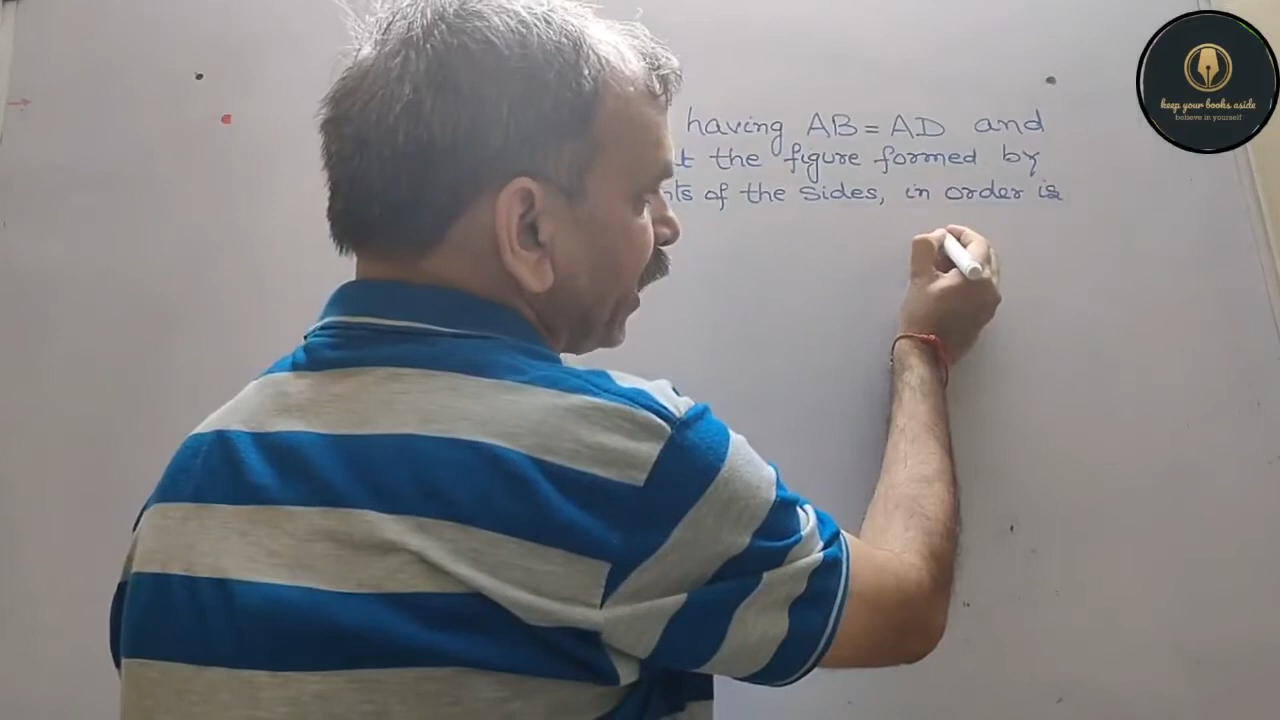 having AB = AD and
the figure formed by
of the sides, in order is
keep your books aside
believe in yourself